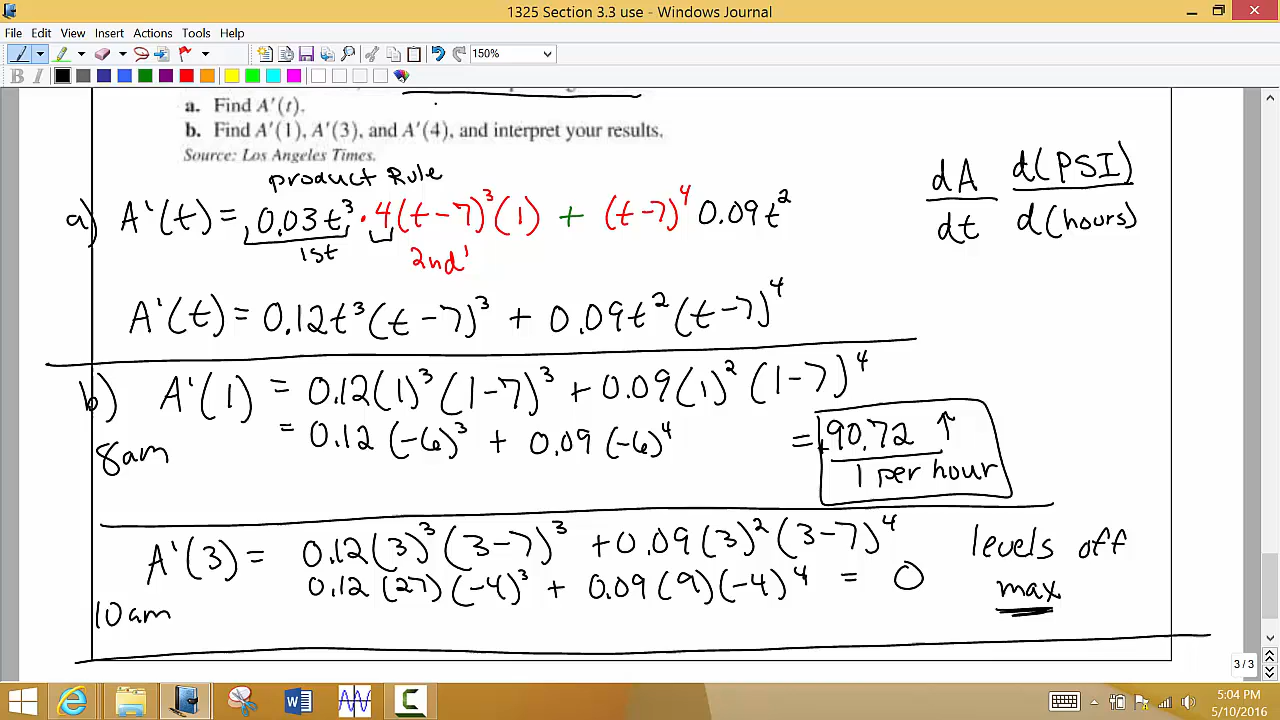 1325 Section 3.3 use - Windows Journal
File Edit View Insert Actions Tools Help
150%
B I
a. Find A′(t).
b. Find A′(1), A′(3), and A′(4), and interpret your results.
Source: Los Angeles Times.
product Rule
a) A'(t) = 0.03t³ • 4(t-7)³(1) + (t-7)⁴ 0.09t²
1st
2nd'
dA d(PSI)
dt d(hours)
A'(t) = 0.12t³(t-7)³ + 0.09t²(t-7)⁴
b) A'(1) = 0.12(1)³(1-7)³ + 0.09(1)²(1-7)⁴
8am = 0.12(-6)³ + 0.09(-6)⁴ = +90.72 ↑
1 per hour
A'(3) = 0.12(3)³(3-7)³ + 0.09(3)²(3-7)⁴ levels off
0.12(27)(-4)³ + 0.09(9)(-4)⁴ = 0 max
10am
3/3
W
C
5:04 PM
5/10/2016